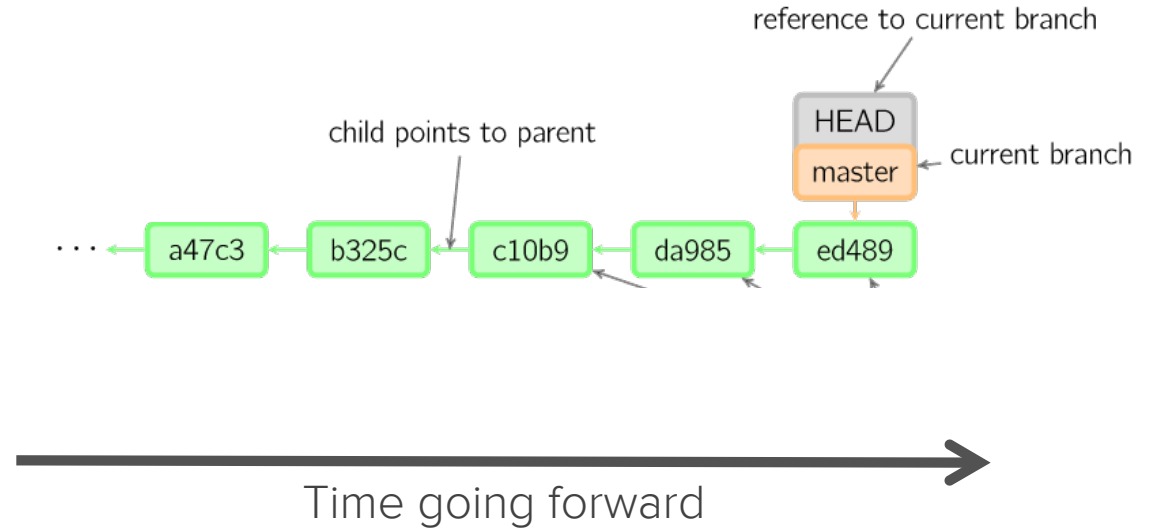 reference to current branch
HEAD
child points to parent
master
current branch
... a47c3 b325c c10b9 da985 ed489
Time going forward